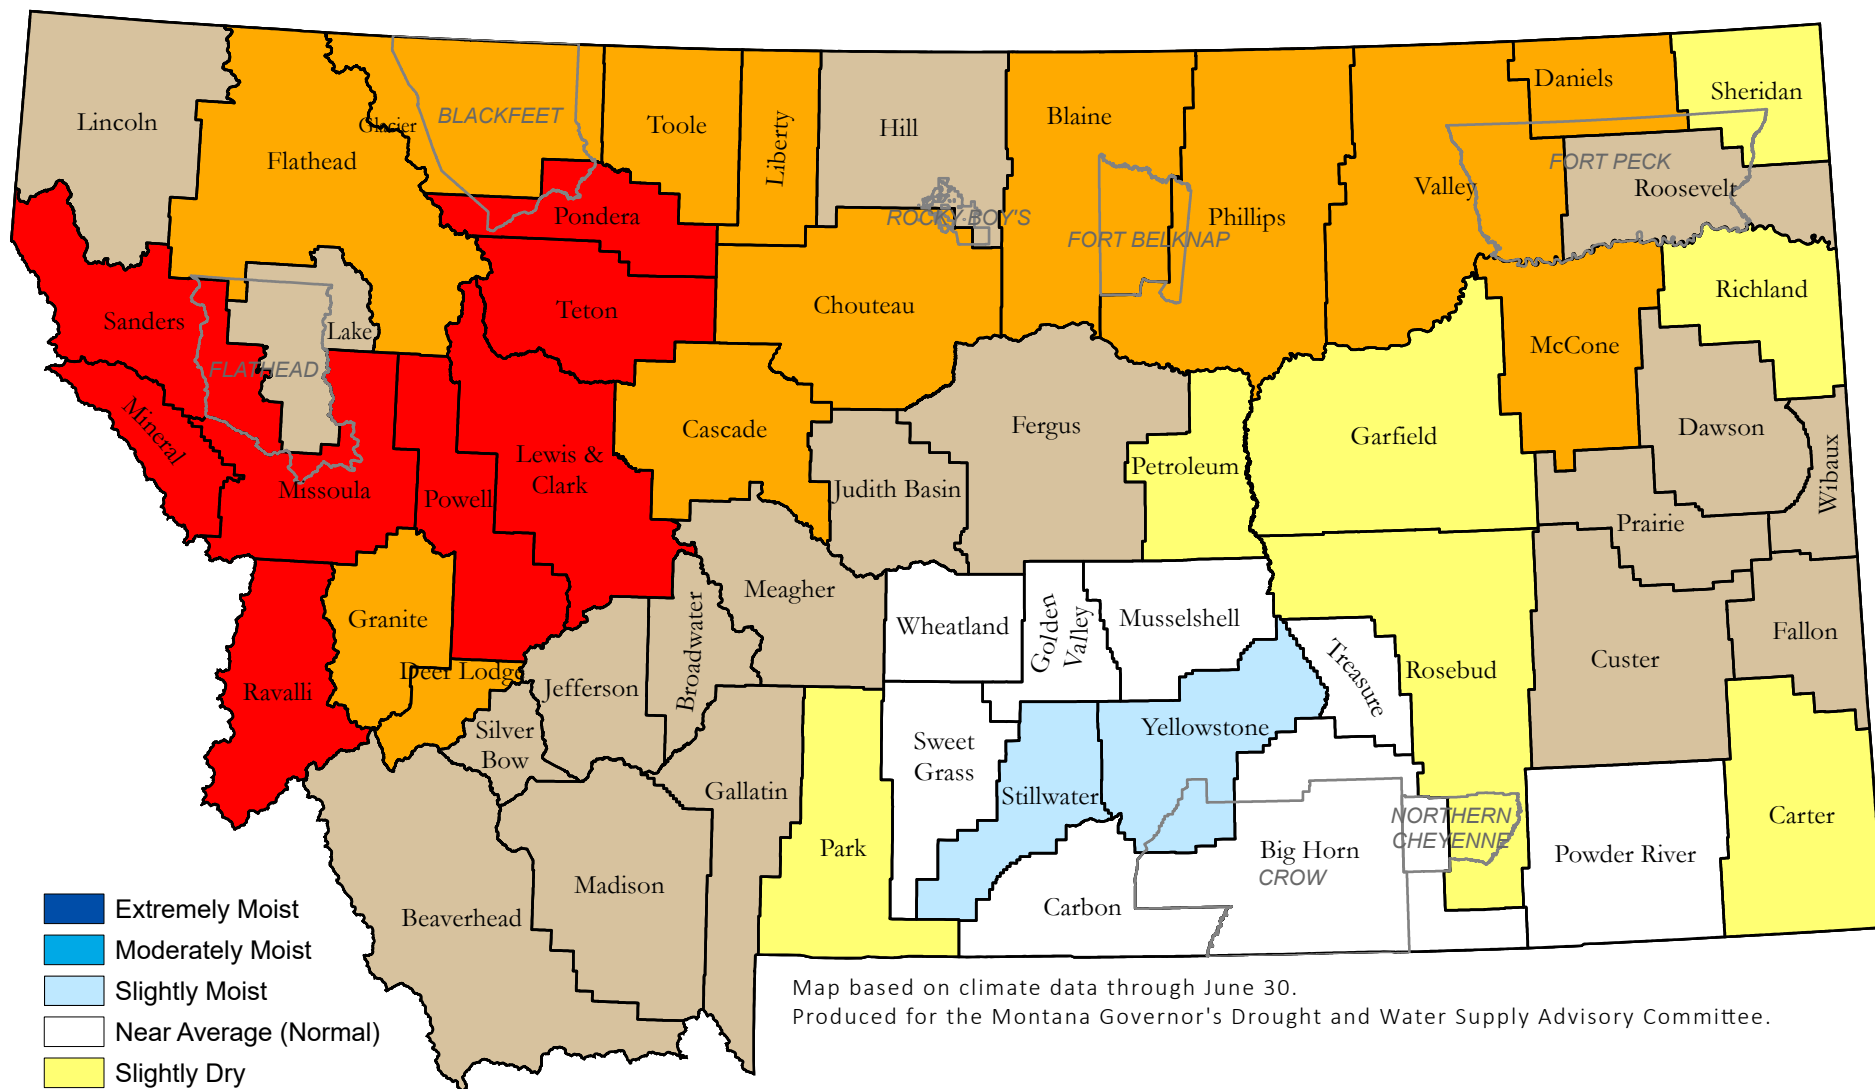 Lincoln
Flathead
Glacier
BLACKFEET
Toole
Liberty
Hill
Blaine
Phillips
Valley
Daniels
Sheridan
FORT PECK
Roosevelt
Pondera
ROCKY BOY'S
FORT BELKNAP
Sanders
Lake
FLATHEAD
Teton
Chouteau
McCone
Richland
Mineral
Missoula
Powell
Lewis &
Clark
Cascade
Judith Basin
Fergus
Petroleum
Garfield
Dawson
Wibaux
Prairie
Granite
Meagher
Broadwater
Wheatland
Golden
Valley
Musselshell
Treasure
Rosebud
Custer
Fallon
Ravalli
Deer Lodge
Jefferson
Silver
Bow
Gallatin
Sweet
Grass
Yellowstone
Stillwater
Park
Big Horn
CROW
NORTHERN
CHEYENNE
Powder River
Carter
Beaverhead
Madison
Carbon
Extremely Moist
Moderately Moist
Slightly Moist
Near Average (Normal)
Slightly Dry
Map based on climate data through June 30.
Produced for the Montana Governor's Drought and Water Supply Advisory Committee.